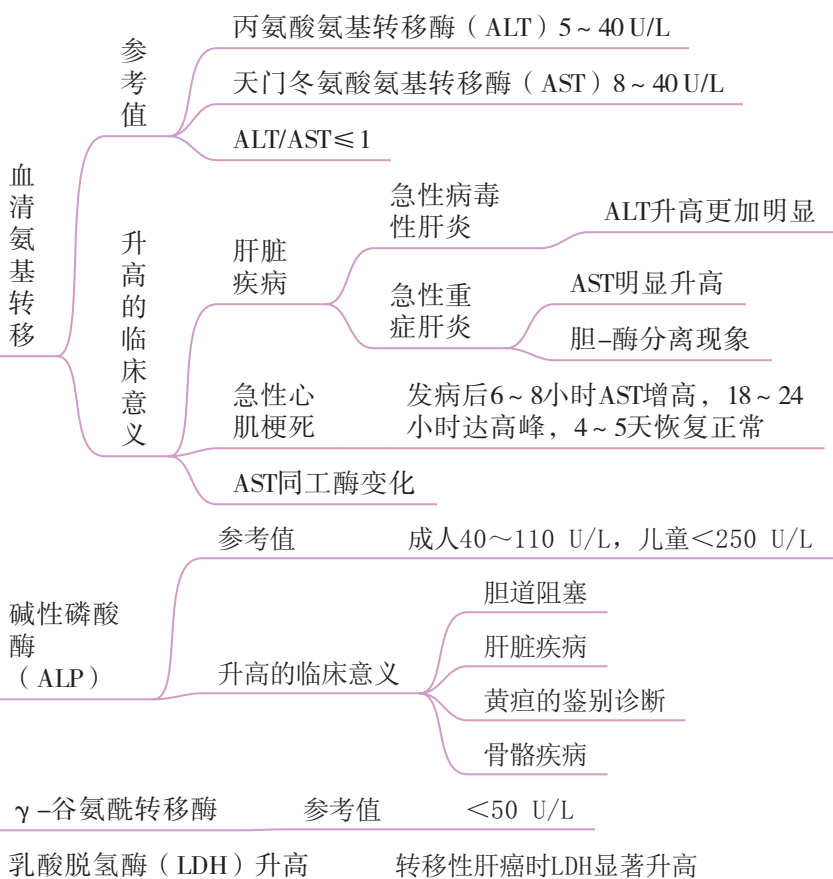 血清氨基转移
参考值
丙氨酸氨基转移酶（ALT）5～40 U/L
天门冬氨酸氨基转移酶（AST）8～40 U/L
ALT/AST≤1
升高的临床意义
肝脏
疾病
急性病毒
性肝炎
ALT升高更加明显
急性重
症肝炎
AST明显升高
胆–酶分离现象
急性心
肌梗死
发病后6～8小时AST增高，18～24
小时达高峰，4～5天恢复正常
AST同工酶变化
碱性磷酸
酶
（ALP）
参考值
成人40～110 U/L，儿童＜250 U/L
升高的临床意义
胆道阻塞
肝脏疾病
黄疸的鉴别诊断
骨骼疾病
γ–谷氨酰转移酶
参考值
＜50 U/L
乳酸脱氢酶（LDH）升高
转移性肝癌时LDH显著升高